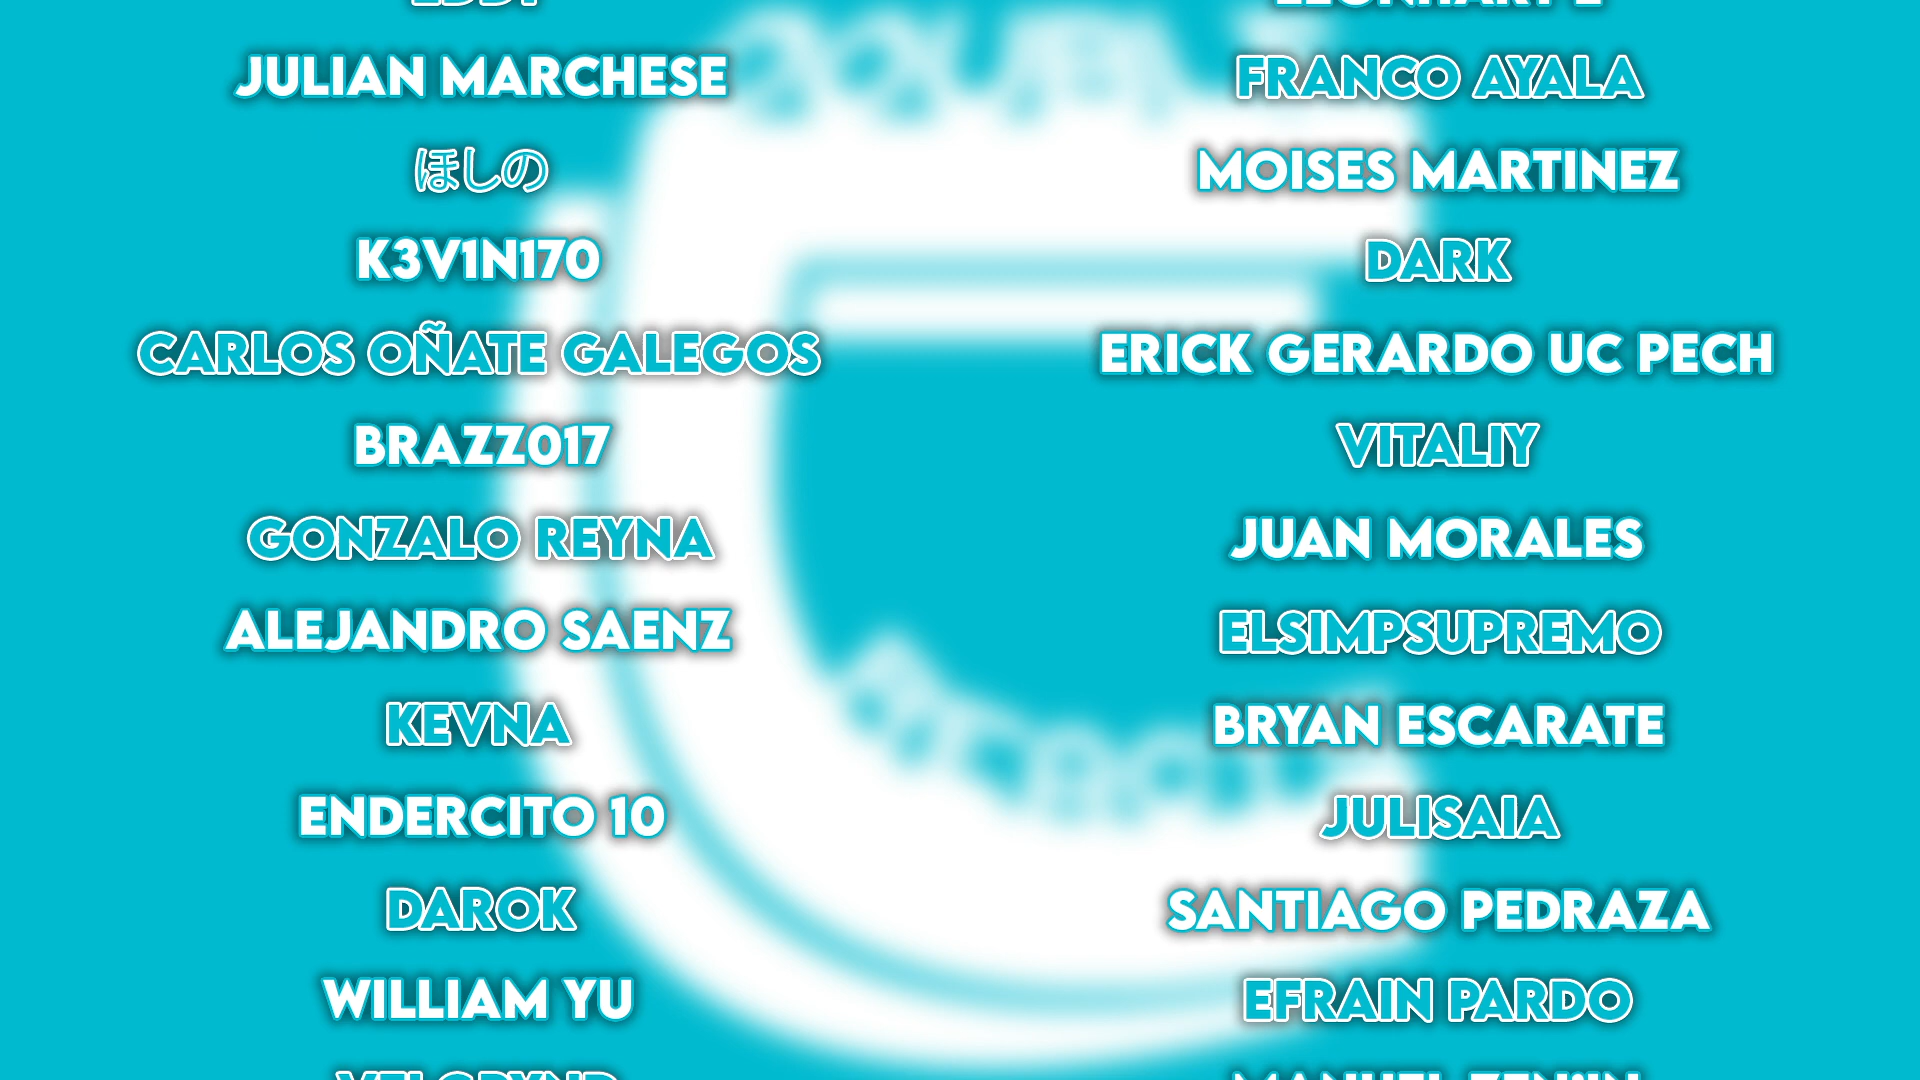 JULIAN MARCHESE
ほしの
K3V1N170
CARLOS OÑATE GALEGOS
BRAZZ017
GONZALO REYNA
ALEJANDRO SAENZ
KEVNA
ENDERCITO 10
DAROK
WILLIAM YU
FRANCO AYALA
MOISES MARTINEZ
DARK
ERICK GERARDO UC PECH
VITALIY
JUAN MORALES
ELSIMPSUPREMO
BRYAN ESCARATE
JULISAIA
SANTIAGO PEDRAZA
EFRAIN PARDO